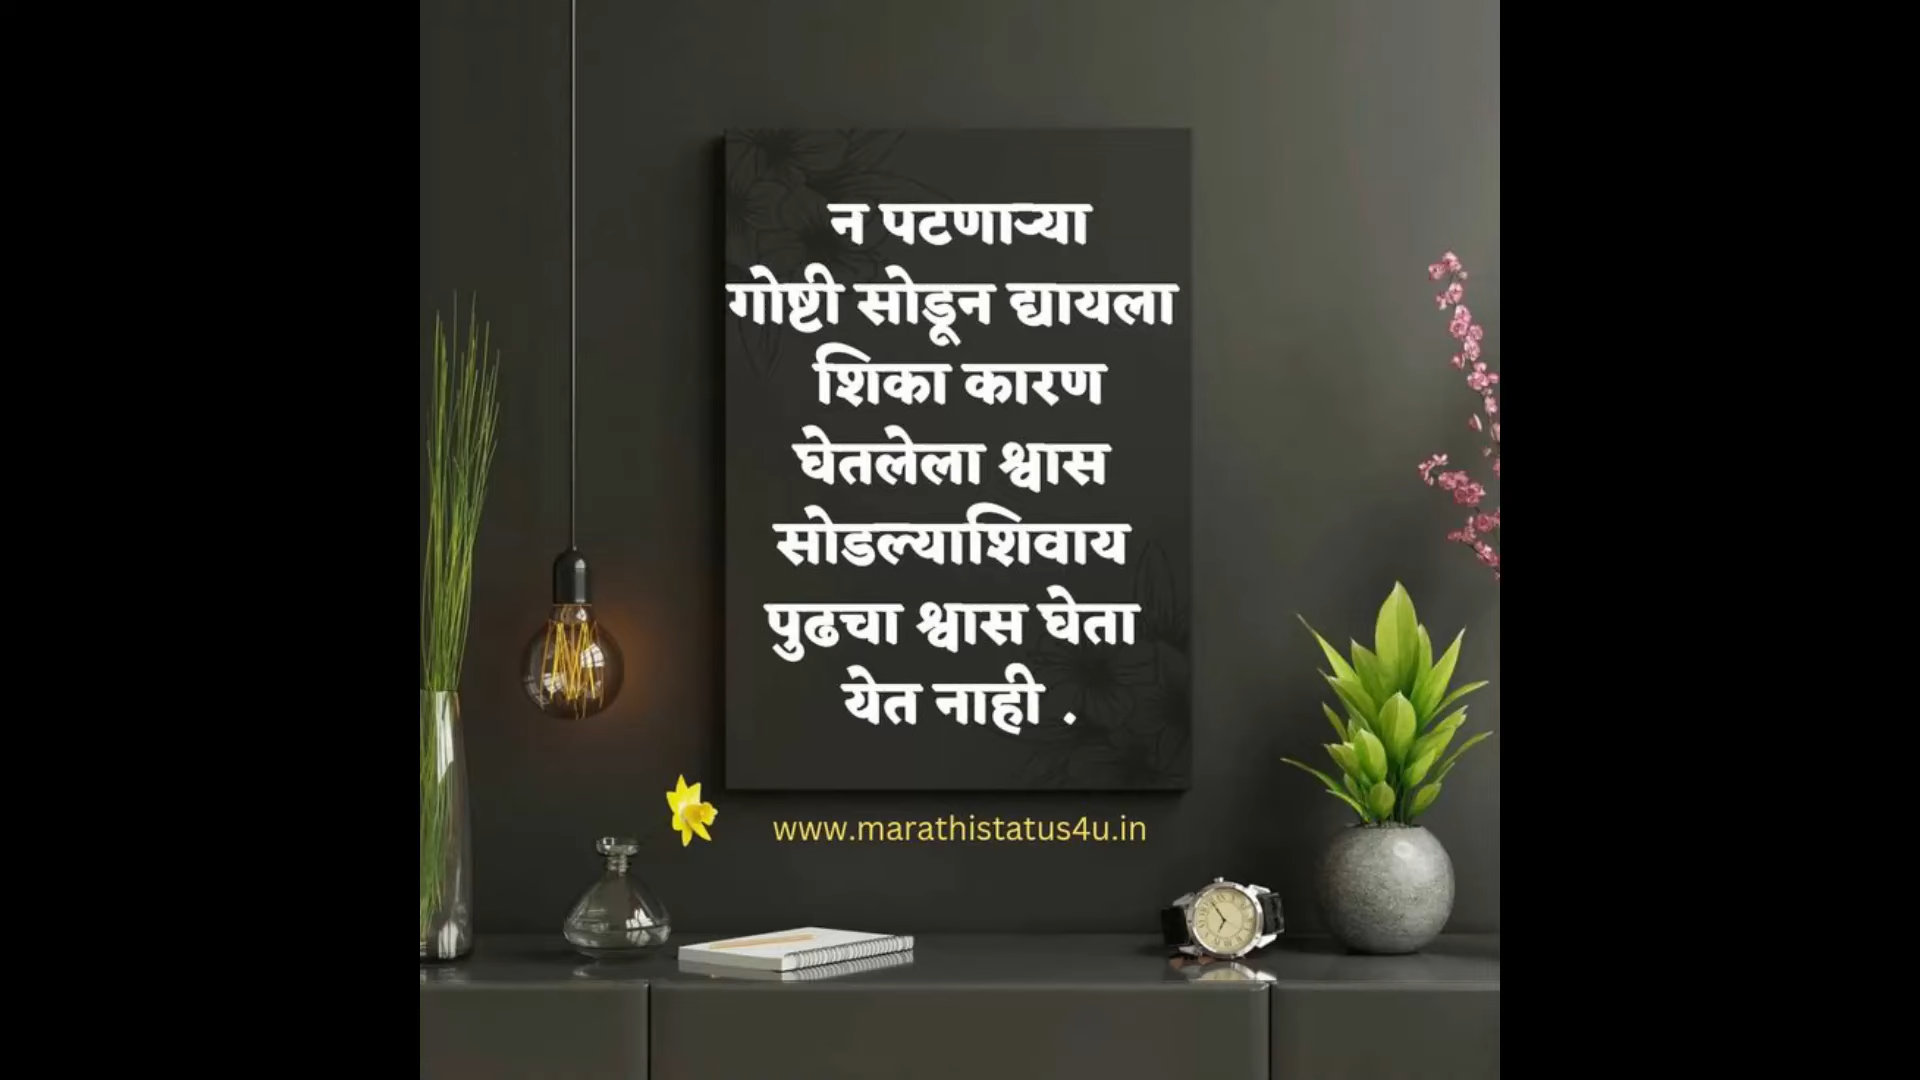 न पटणाऱ्या
गोष्टी सोडून द्यायला
शिका कारण
घेतलेला श्वास
सोडल्याशिवाय
पुढचा श्वास घेता
येत नाही .
www.marathistatus4u.in